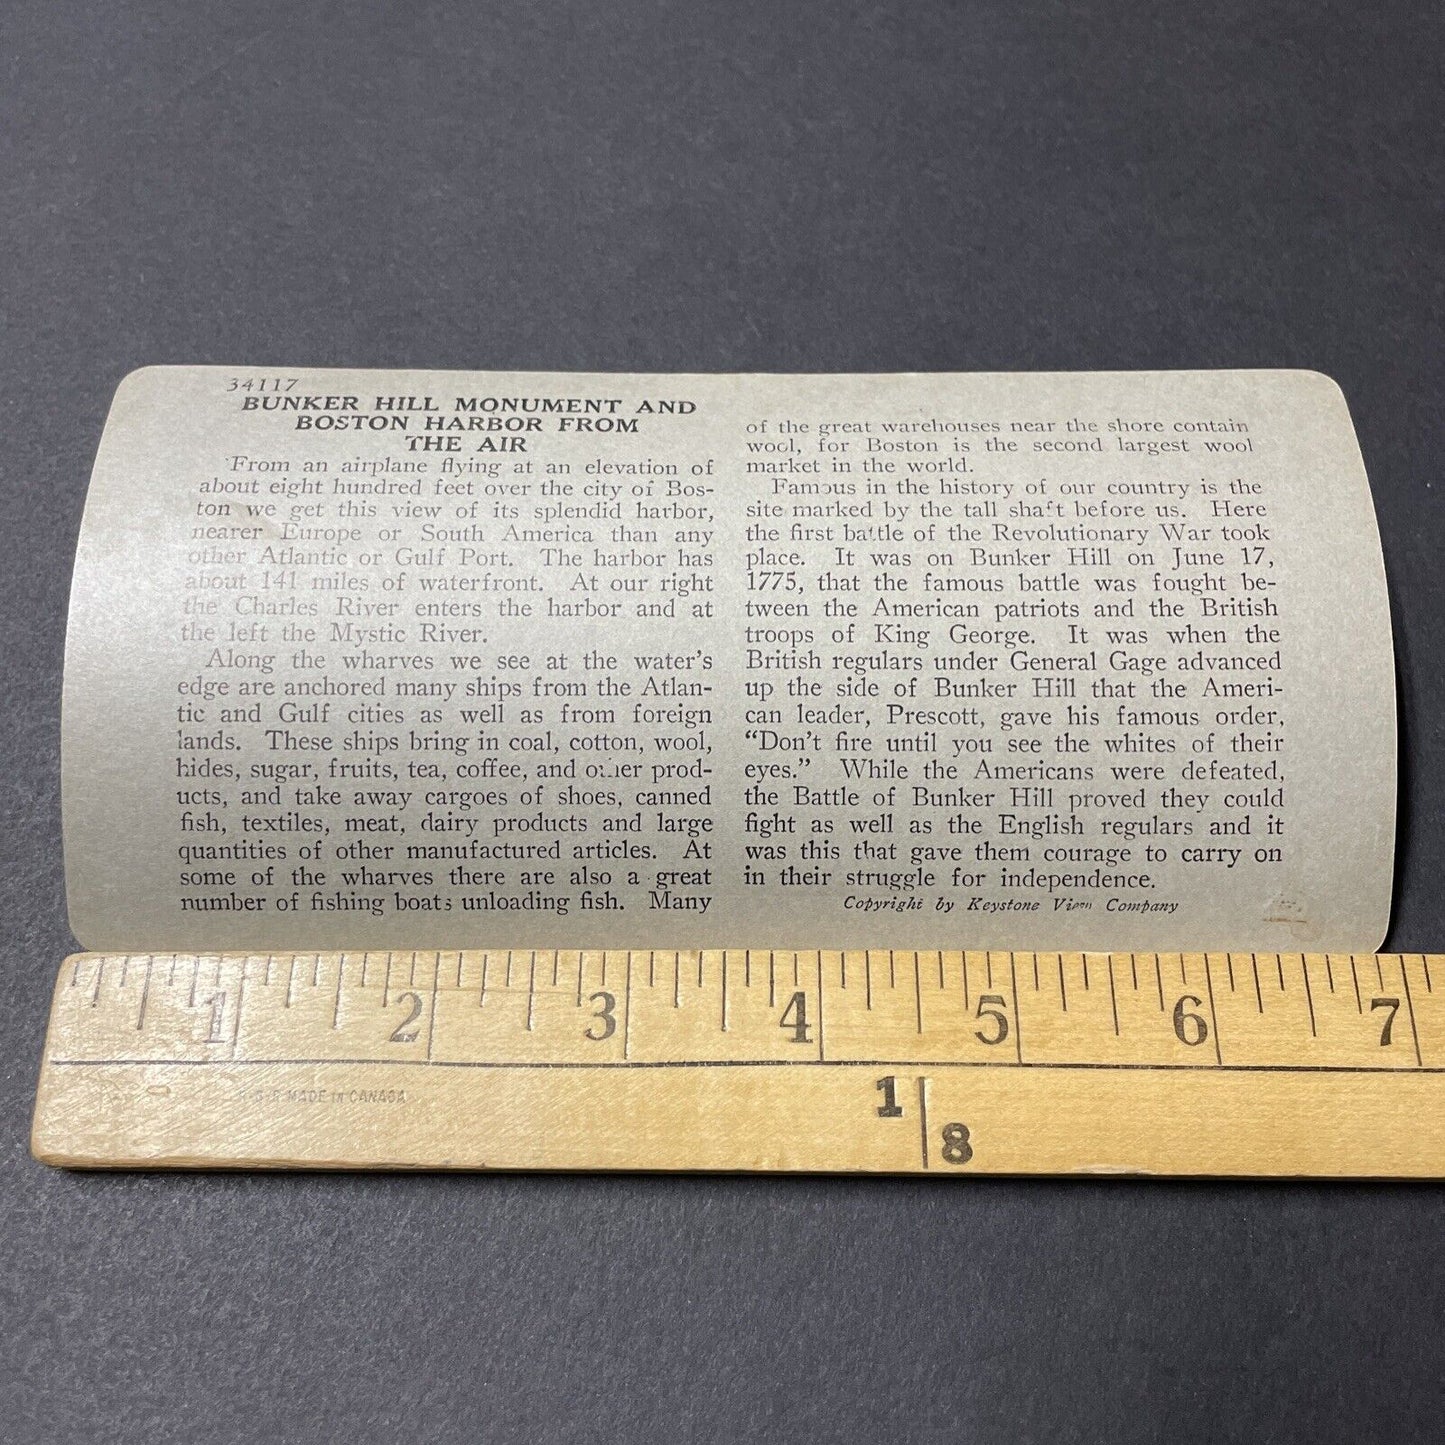 34117
BUNKER HILL MONUMENT AND
BOSTON HARBOR FROM
THE AIR
From an airplane flying at an elevation of
about eight hundred feet over the city of Bos-
ton we get this view of its splendid harbor,
nearer Europe or South America than any
other Atlantic or Gulf Port. The harbor has
about 141 miles of waterfront. At our right
the Charles River enters the harbor and at
the left the Mystic River.
Along the wharves we see at the water's
edge are anchored many ships from the Atlan-
tic and Gulf cities as well as from foreign
lands. These ships bring in coal, cotton, wool,
hides, sugar, fruits, tea, coffee, and other prod-
ucts, and take away cargoes of shoes, canned
fish, textiles, meat, dairy products and large
quantities of other manufactured articles. At
some of the wharves there are also a great
number of fishing boats unloading fish. Many
of the great warehouses near the shore contain
wool, for Boston is the second largest wool
market in the world.
Famous in the history of our country is the
site marked by the tall shaft before us. Here
the first battle of the Revolutionary War took
place. It was on Bunker Hill on June 17,
1775, that the famous battle was fought be-
tween the American patriots and the British
troops of King George. It was when the
British regulars under General Gage advanced
up the side of Bunker Hill that the Ameri-
can leader, Prescott, gave his famous order,
"Don't fire until you see the whites of their
eyes." While the Americans were defeated,
the Battle of Bunker Hill proved they could
fight as well as the English regulars and it
was this that gave them courage to carry on
in their struggle for independence.
Copyright by Keystone View Company
1 2 3 4 5 6 7
MADE in CANADA
1 8